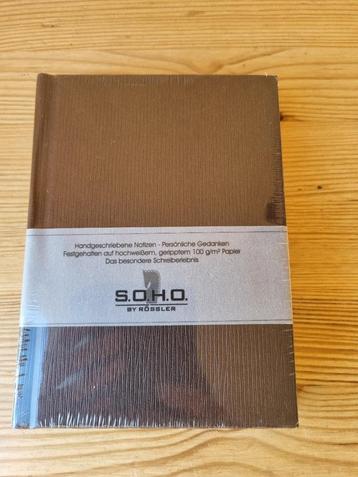 Handgeschriebene Notizen - Persönliche Gedanken
Festgehalten auf hochweißem, geripptem 100 g/m² Papier
Das besondere Schreiberlebnis
S.O.H.O.
BY RÖSSLER